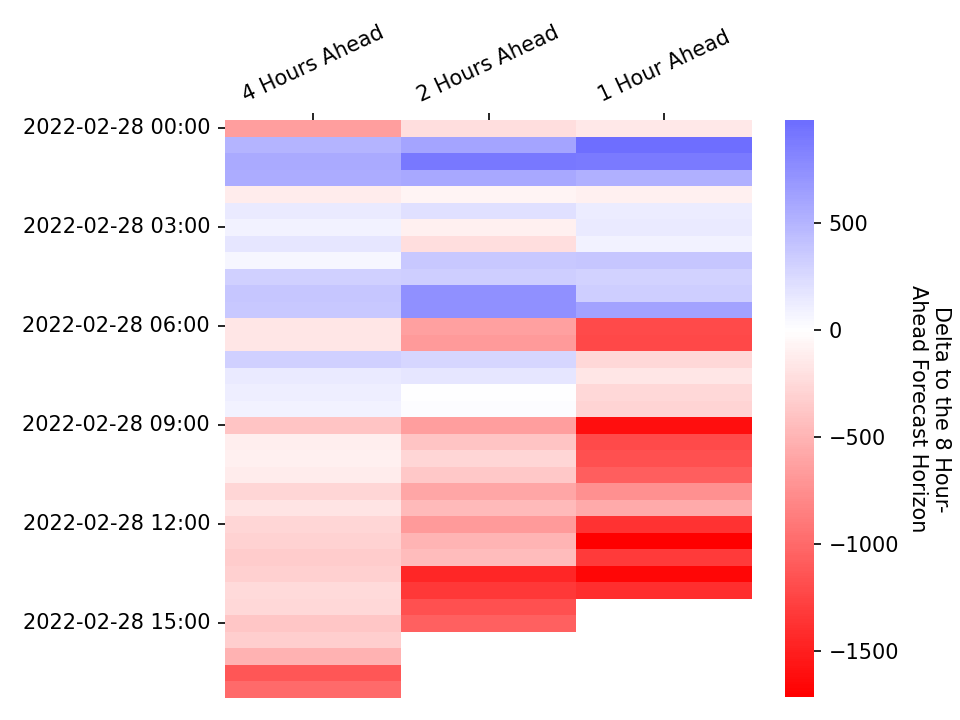 4 Hours Ahead
2 Hours Ahead
1 Hour Ahead
2022-02-28 00:00
2022-02-28 03:00
2022-02-28 06:00
2022-02-28 09:00
2022-02-28 12:00
2022-02-28 15:00
500
0
−500
−1000
−1500
Delta to the 8 Hour-
Ahead Forecast Horizon